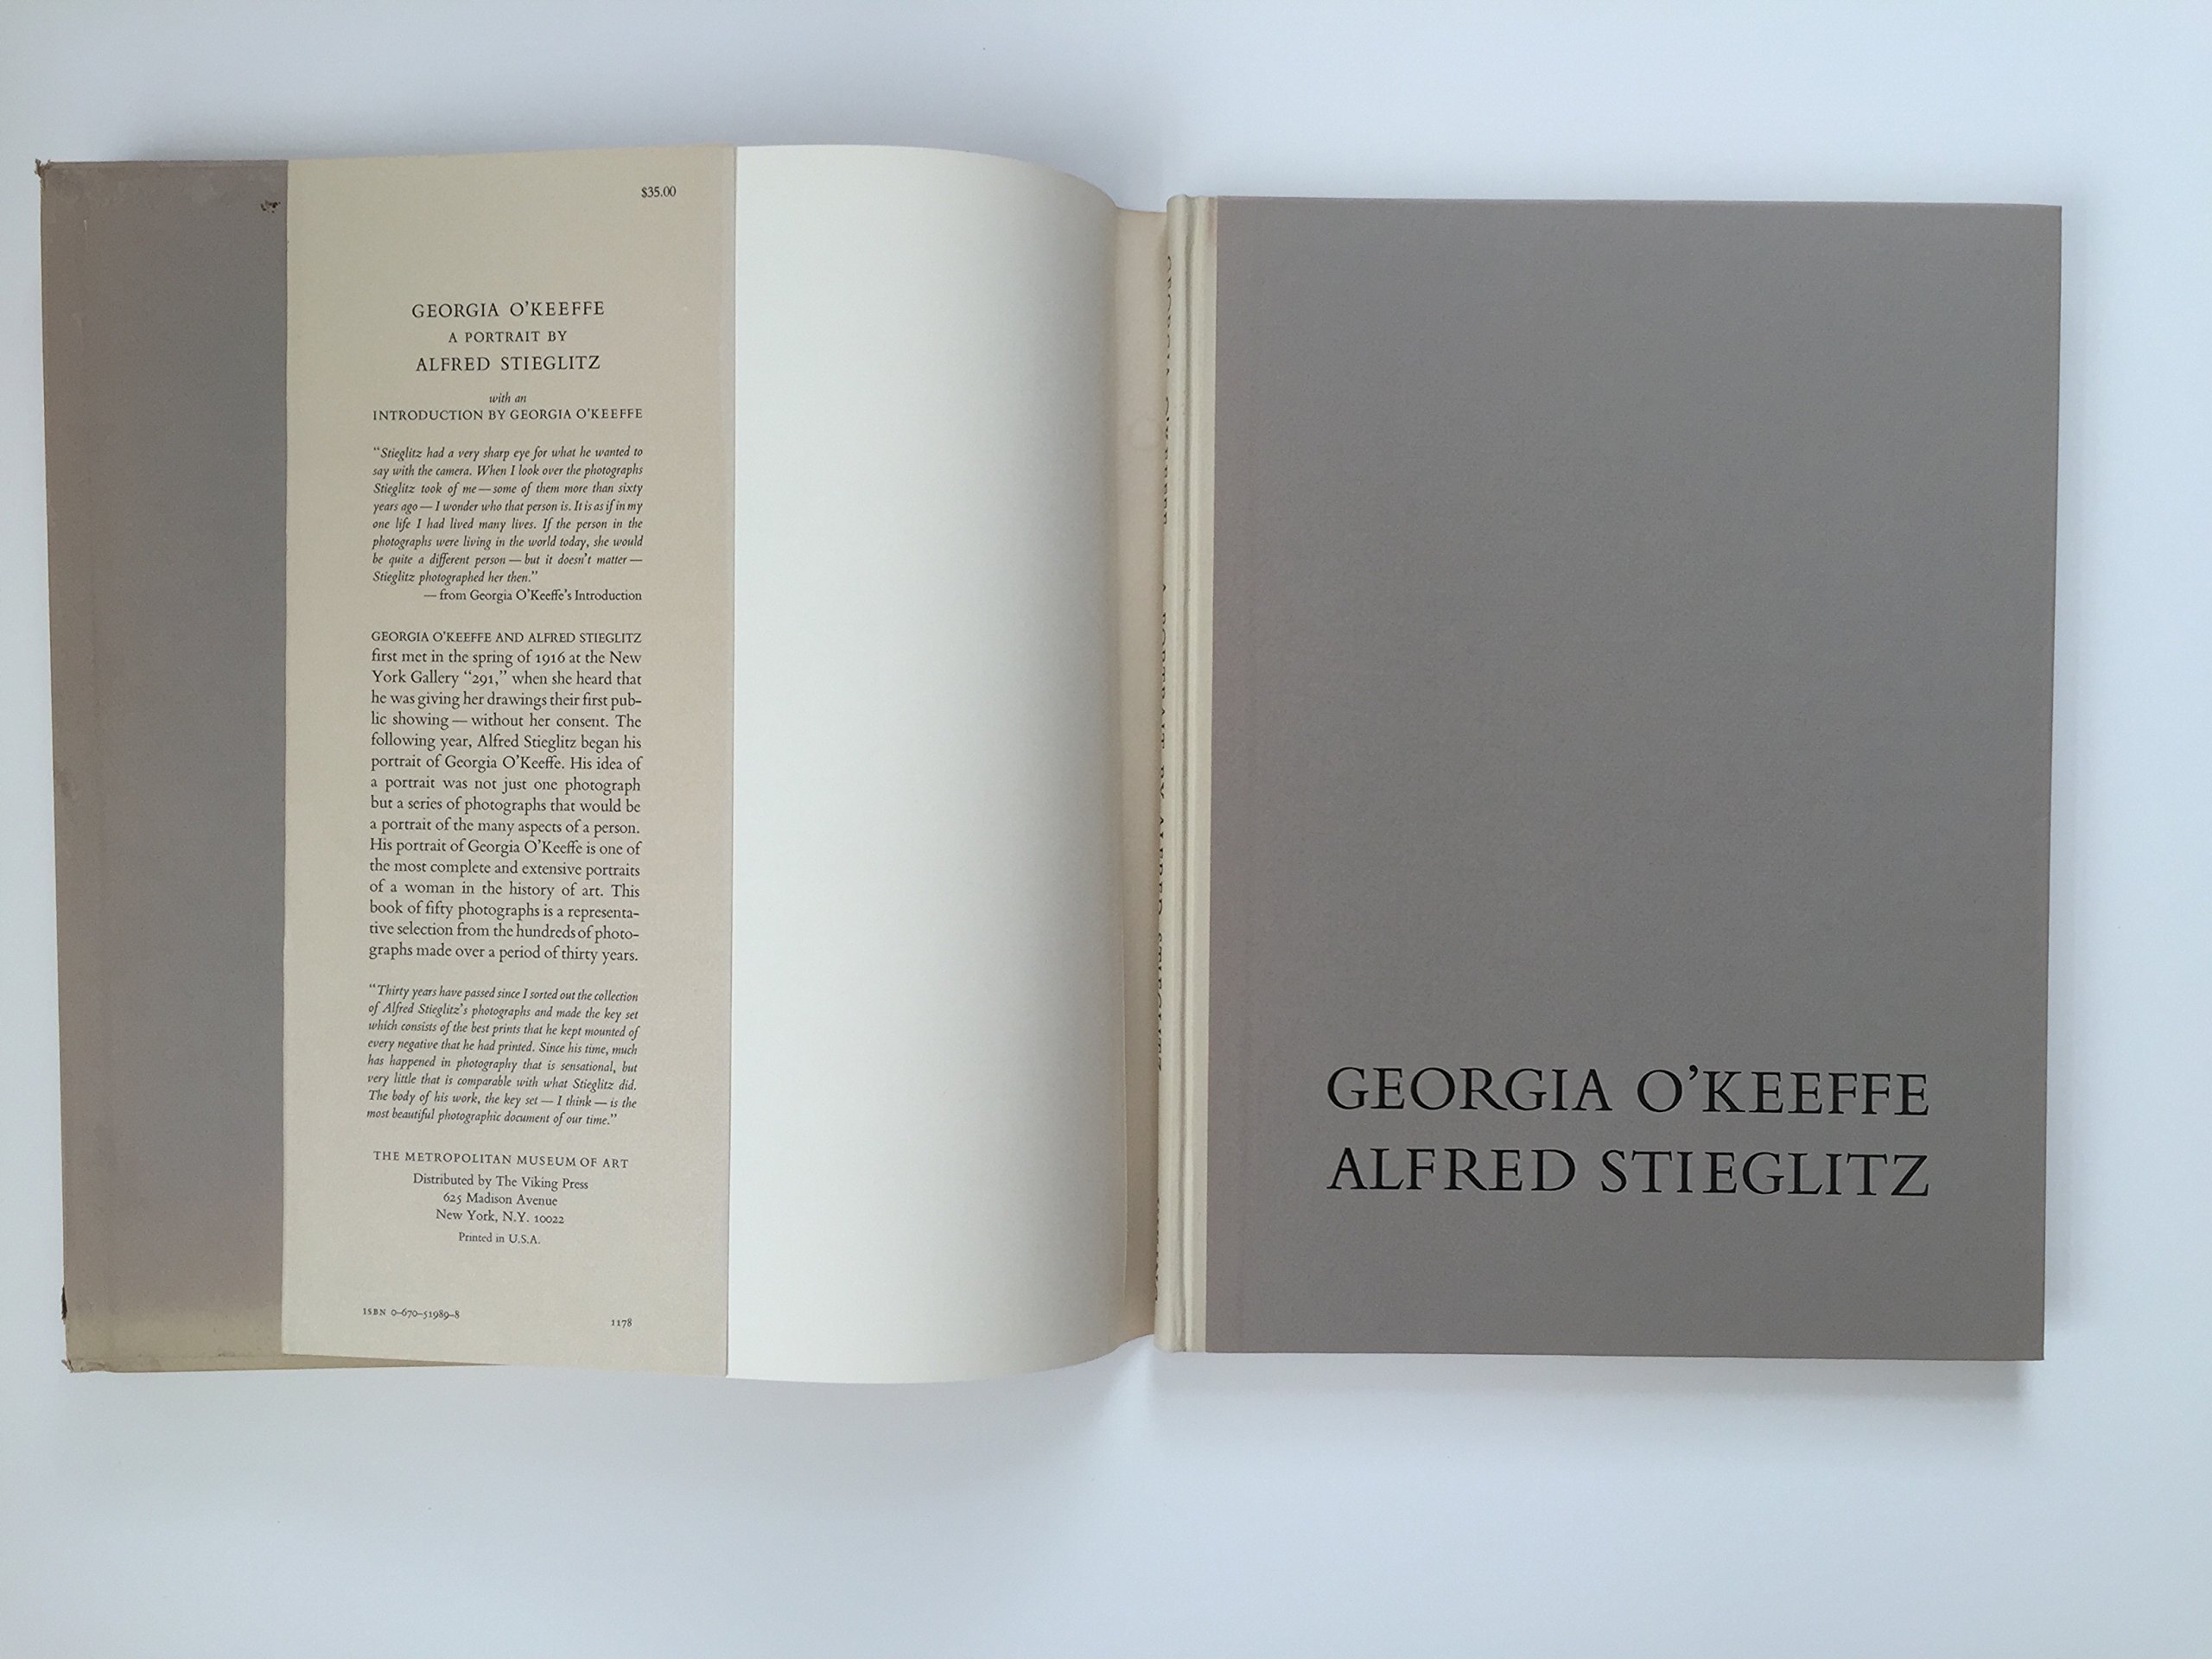 $35.00
GEORGIA O'KEEFFE
A PORTRAIT BY
ALFRED STIEGLITZ
with an
INTRODUCTION BY GEORGIA O'KEEFFE
“Stieglitz had a very sharp eye for what he wanted to
say with the camera. When I look over the photographs
Stieglitz took of me — some of them more than sixty
years ago — I wonder who that person is. It is as if in my
one life I had lived many lives. If the person in the
photographs were living in the world today, she would
be quite a different person — but it doesn't matter —
Stieglitz photographed her then.”
— from Georgia O'Keeffe's Introduction
GEORGIA O'KEEFFE AND ALFRED STIEGLITZ
first met in the spring of 1916 at the New
York Gallery “291,” when she heard that
he was giving her drawings their first pub-
lic showing — without her consent. The
following year, Alfred Stieglitz began his
portrait of Georgia O'Keeffe. His idea of
a portrait was not just one photograph
but a series of photographs that would be
a portrait of the many aspects of a person.
His portrait of Georgia O'Keeffe is one of
the most complete and extensive portraits
of a woman in the history of art. This
book of fifty photographs is a representa-
tive selection from the hundreds of photo-
graphs made over a period of thirty years.
“Thirty years have passed since I sorted out the collection
of Alfred Stieglitz's photographs and made the key set
which consists of the best prints that he kept mounted of
every negative that he had printed. Since his time, much
has happened in photography that is sensational, but
very little that is comparable with what Stieglitz did.
The body of his work, the key set — I think — is the
most beautiful photographic document of our time.”
THE METROPOLITAN MUSEUM OF ART
Distributed by The Viking Press
625 Madison Avenue
New York, N.Y. 10022
Printed in U.S.A.
ISBN 0-670-51989-8
1178
GEORGIA O'KEEFFE A PORTRAIT BY ALFRED STIEGLITZ
GEORGIA O'KEEFFE
ALFRED STIEGLITZ